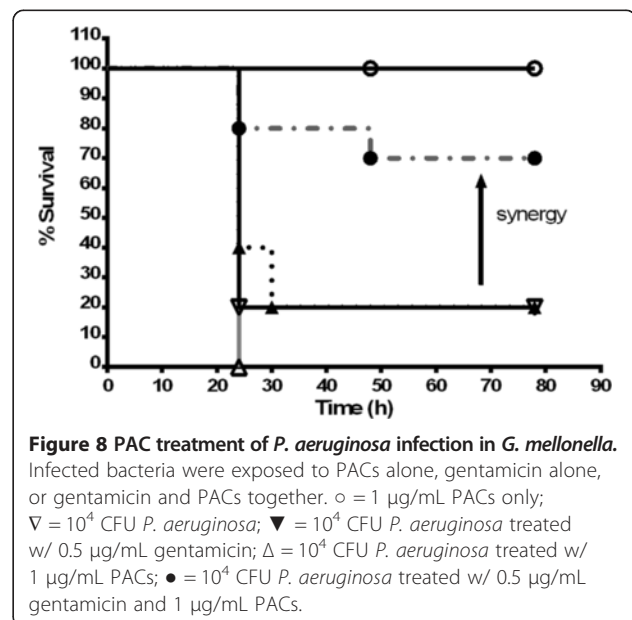 110
100
90
80
70
60
50
40
30
20
10
0
% Survival
synergy
0 10 20 30 40 50 60 70 80 90
Time (h)
Figure 8 PAC treatment of P. aeruginosa infection in G. mellonella.
Infected bacteria were exposed to PACs alone, gentamicin alone,
or gentamicin and PACs together. ○ = 1 μg/mL PACs only;
∇ = 10⁴ CFU P. aeruginosa; ▼ = 10⁴ CFU P. aeruginosa treated
w/ 0.5 μg/mL gentamicin; Δ = 10⁴ CFU P. aeruginosa treated w/
1 μg/mL PACs; ● = 10⁴ CFU P. aeruginosa treated w/ 0.5 μg/mL
gentamicin and 1 μg/mL PACs.